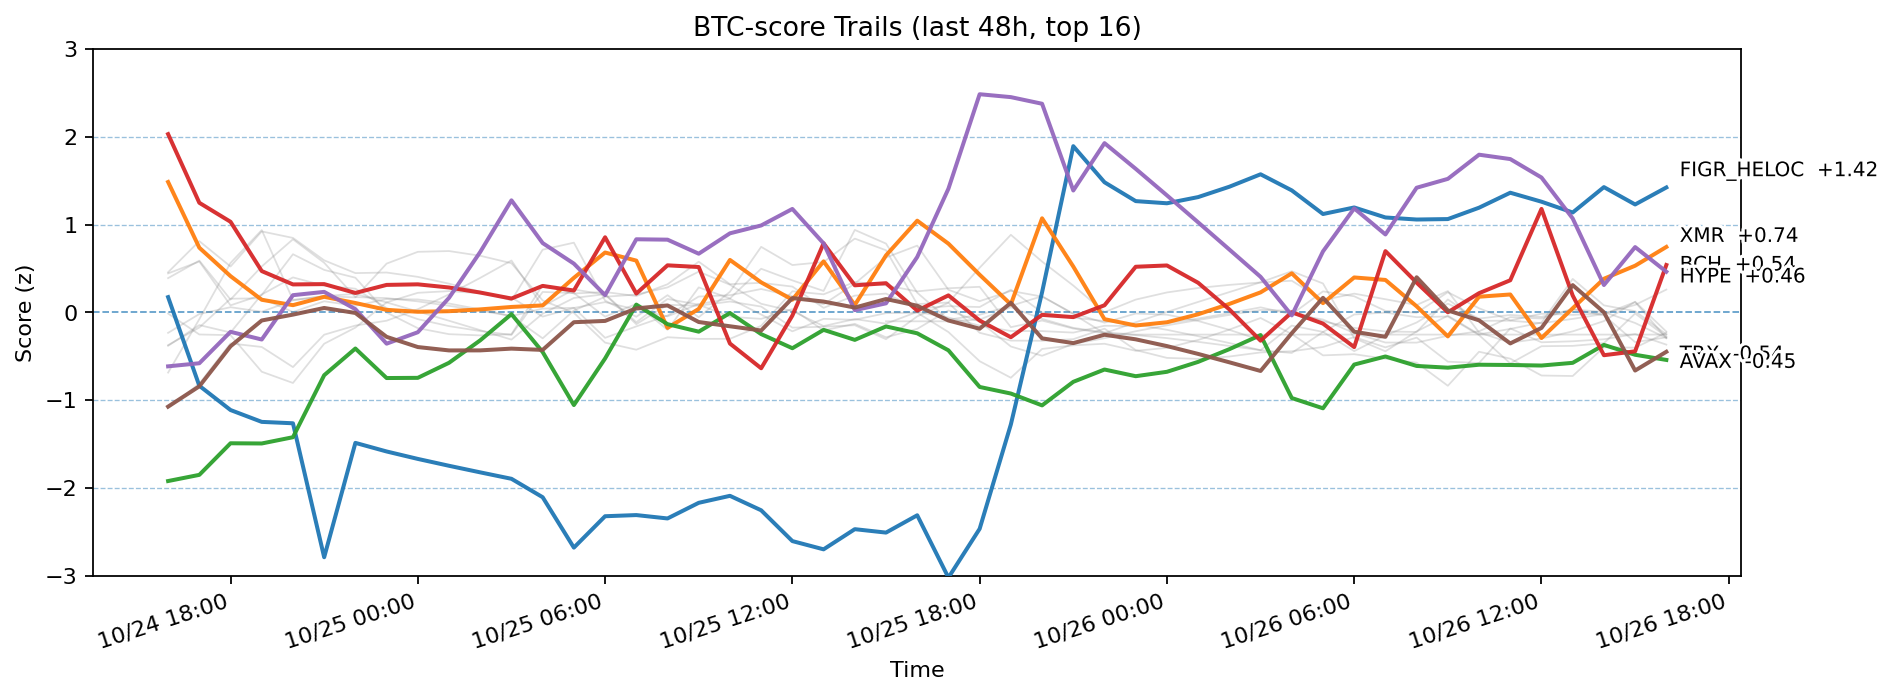 BTC-score Trails (last 48h, top 16)
3
2
1
0
−1
−2
−3
Score (z)
FIGR_HELOC +1.42
XMR +0.74
BCH +0.54
HYPE +0.46
TRX -0.54
AVAX -0.45
10/24 18:00
10/25 00:00
10/25 06:00
10/25 12:00
10/25 18:00
10/26 00:00
10/26 06:00
10/26 12:00
10/26 18:00
Time